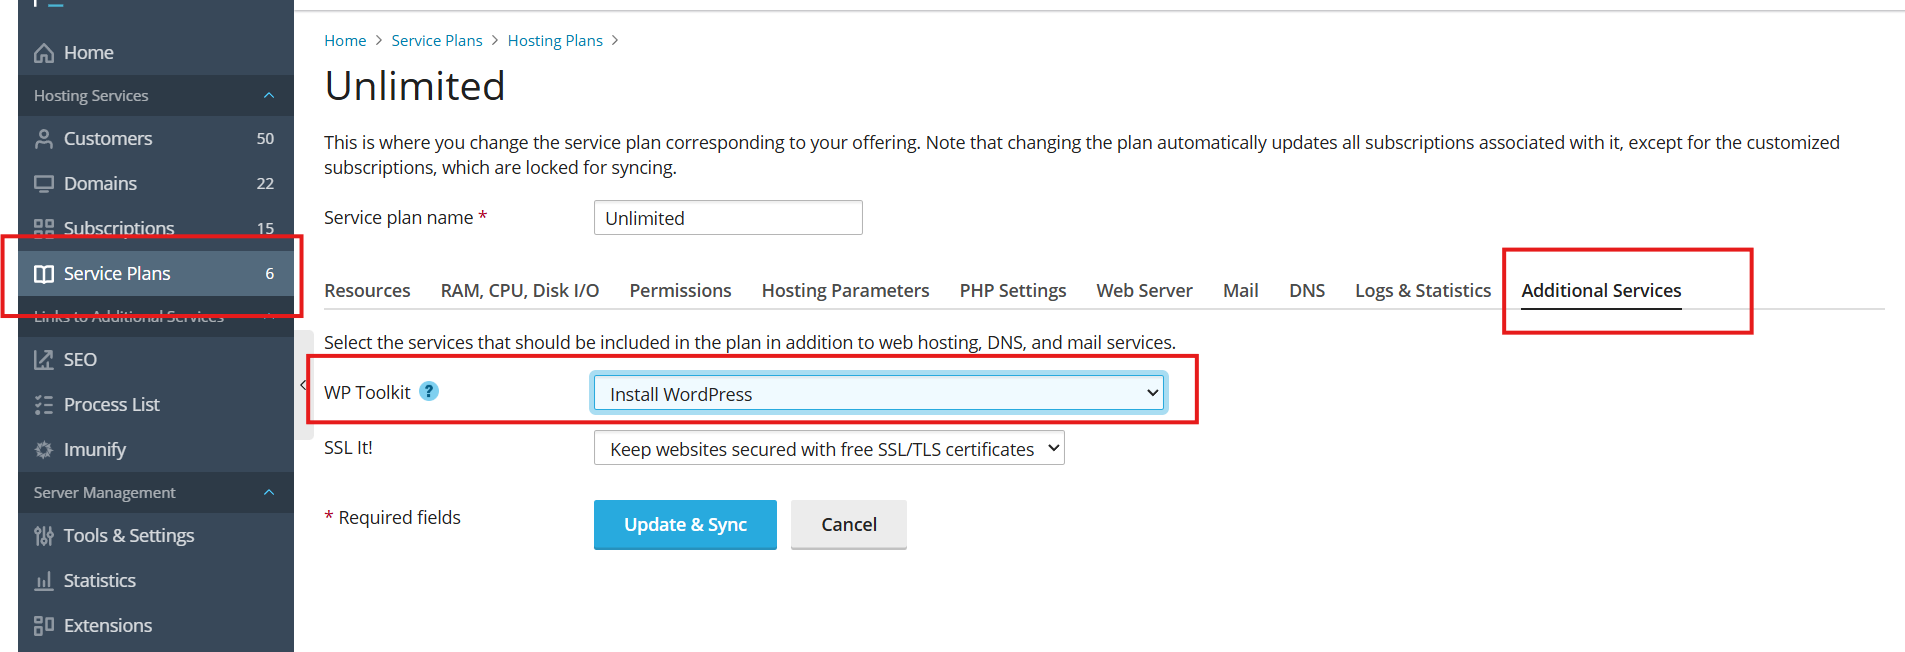 Home
Hosting Services
Customers 50
Domains 22
Subscriptions 15
Service Plans 6
Links to Additional Services
SEO
Process List
Imunify
Server Management
Tools & Settings
Statistics
Extensions
Home > Service Plans > Hosting Plans >
Unlimited
This is where you change the service plan corresponding to your offering. Note that changing the plan automatically updates all subscriptions associated with it, except for the customized
subscriptions, which are locked for syncing.
Service plan name * Unlimited
Resources RAM, CPU, Disk I/O Permissions Hosting Parameters PHP Settings Web Server Mail DNS Logs & Statistics Additional Services
Select the services that should be included in the plan in addition to web hosting, DNS, and mail services.
WP Toolkit ? Install WordPress
SSL It! Keep websites secured with free SSL/TLS certificates
* Required fields Update & Sync Cancel